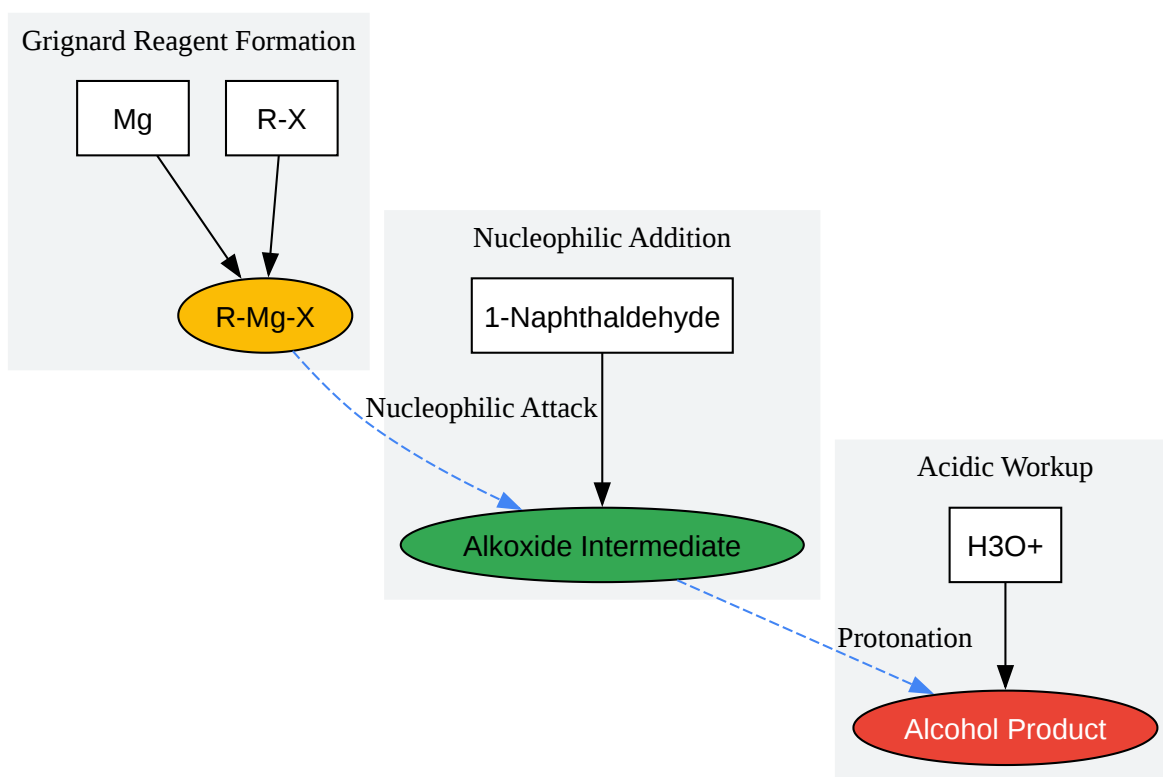 Grignard Reagent Formation
Mg
R-X
R-Mg-X
Nucleophilic Addition
1-Naphthaldehyde
Nucleophilic Attack
Alkoxide Intermediate
Acidic Workup
H3O+
Protonation
Alcohol Product